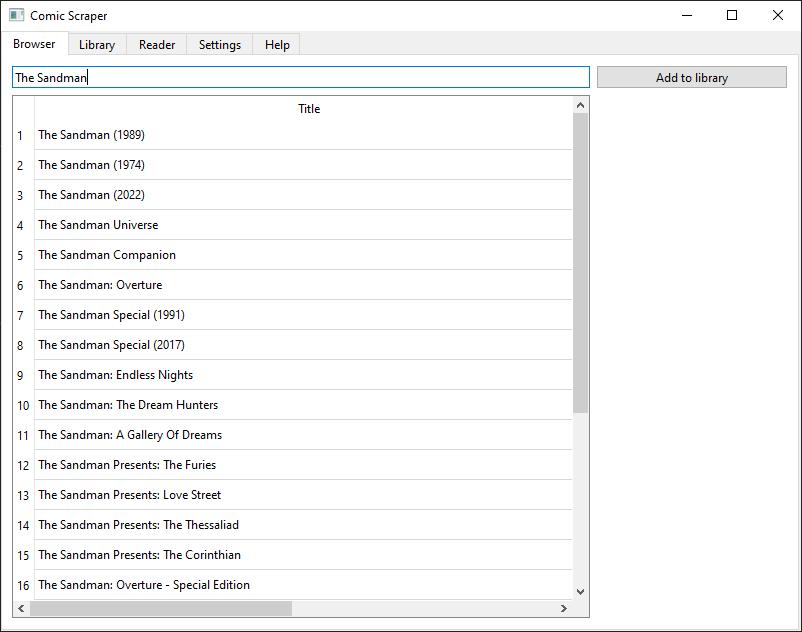 Comic Scraper
Browser Library Reader Settings Help
The Sandman Add to library
Title
1 The Sandman (1989)
2 The Sandman (1974)
3 The Sandman (2022)
4 The Sandman Universe
5 The Sandman Companion
6 The Sandman: Overture
7 The Sandman Special (1991)
8 The Sandman Special (2017)
9 The Sandman: Endless Nights
10 The Sandman: The Dream Hunters
11 The Sandman: A Gallery Of Dreams
12 The Sandman Presents: The Furies
13 The Sandman Presents: Love Street
14 The Sandman Presents: The Thessaliad
15 The Sandman Presents: The Corinthian
16 The Sandman: Overture - Special Edition